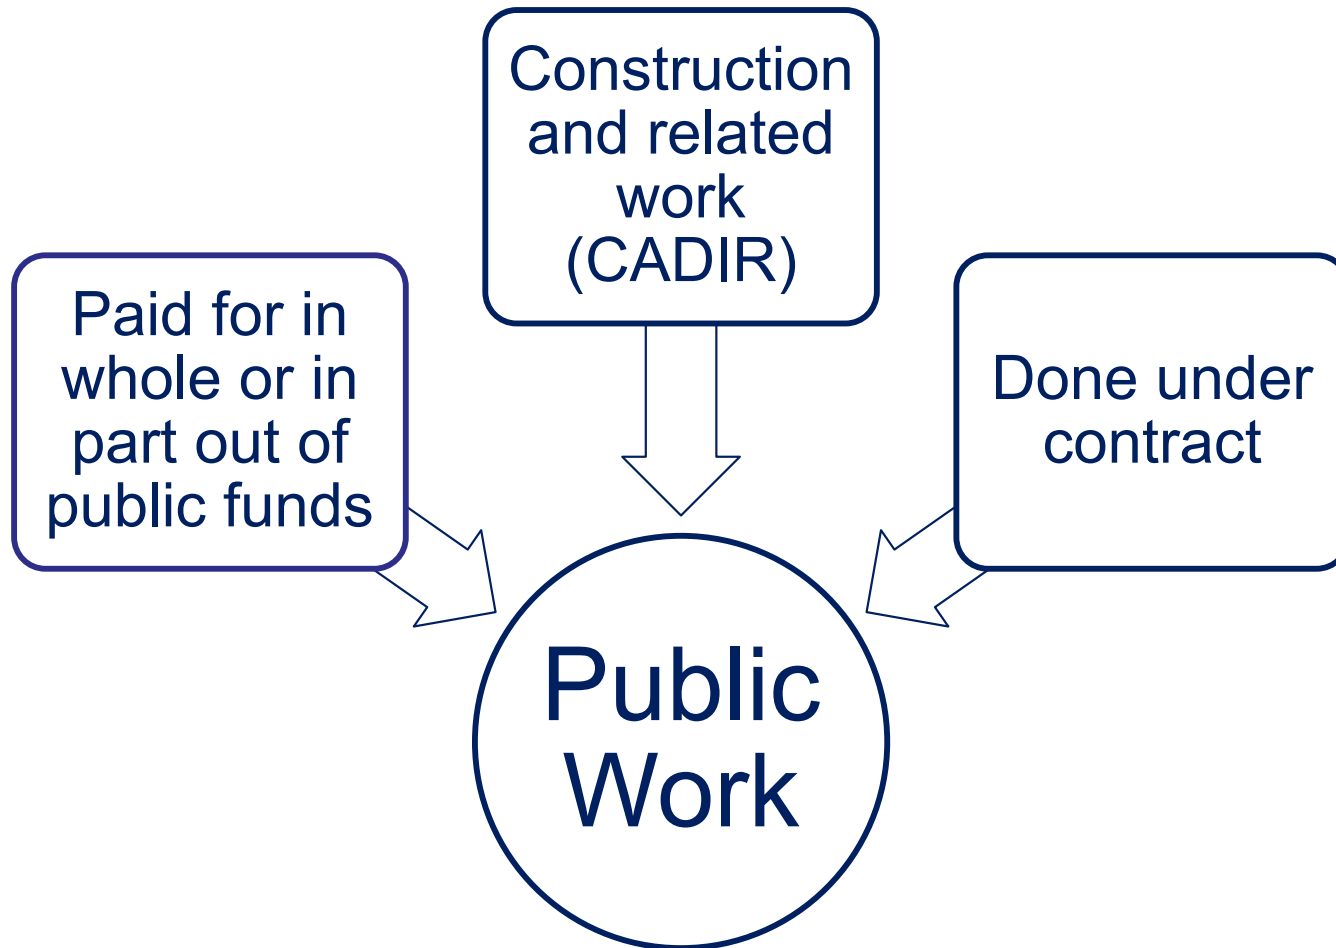 Construction
and related
work
(CADIR)
Paid for in
whole or in
part out of
public funds
Done under
contract
Public
Work